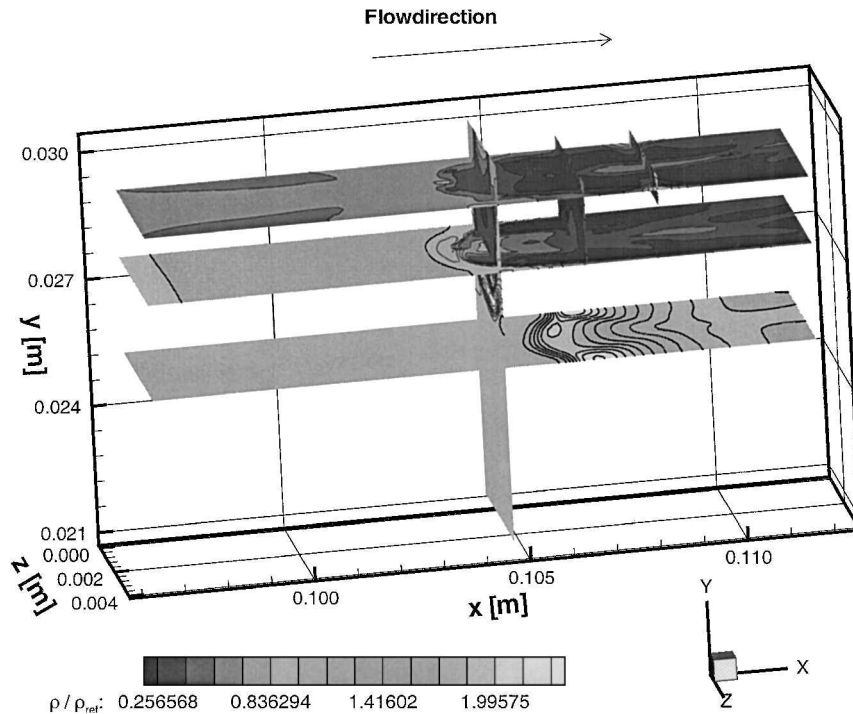 Flowdirection
0.030
0.027
y [m]
0.024
0.021
0.000
0.002
0.004
z [m]
0.100
0.105
0.110
x [m]
Y
X
Z
ρ / ρref: 0.256568 0.836294 1.41602 1.99575